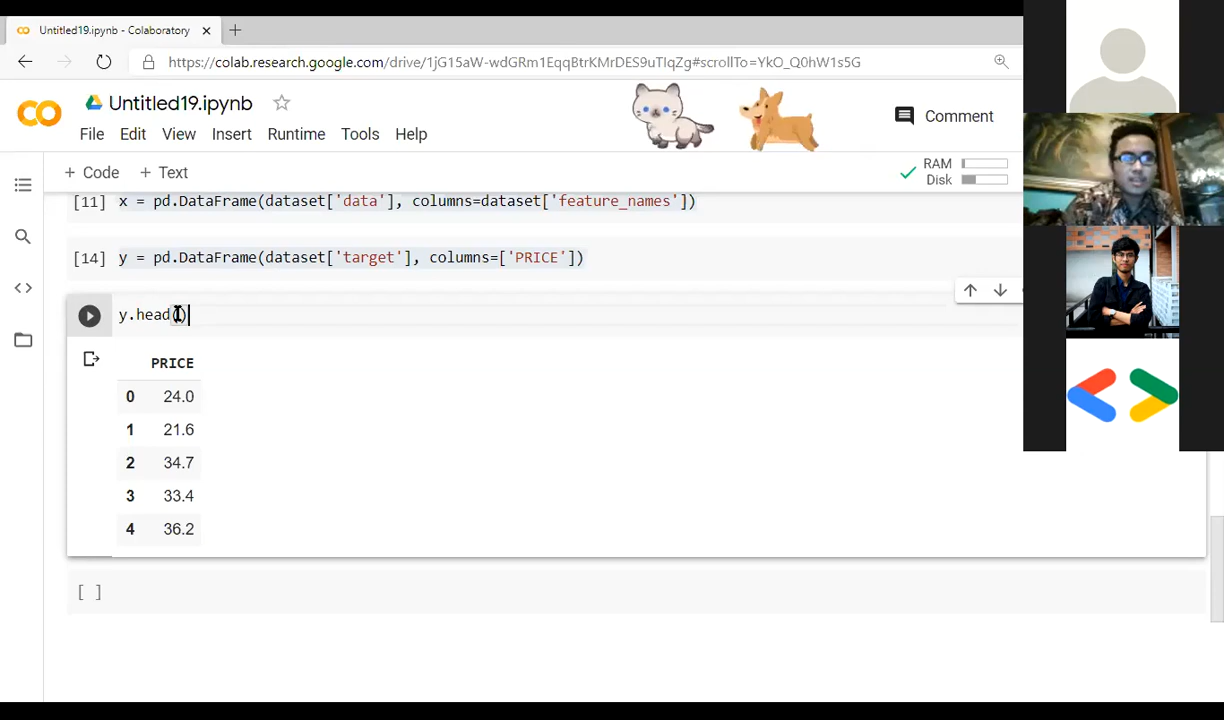 Untitled19.ipynb - Colaboratory
https://colab.research.google.com/drive/1jG15aW-wdGRm1EqqBtrKMrDES9uTIqZg#scrollTo=YkO_Q0hW1s5G
Untitled19.ipynb
File Edit View Insert Runtime Tools Help
Comment
+ Code + Text
RAM
Disk
[11] x = pd.DataFrame(dataset['data'], columns=dataset['feature_names'])
[14] y = pd.DataFrame(dataset['target'], columns=['PRICE'])
y.head()
PRICE
0 24.0
1 21.6
2 34.7
3 33.4
4 36.2
[ ]